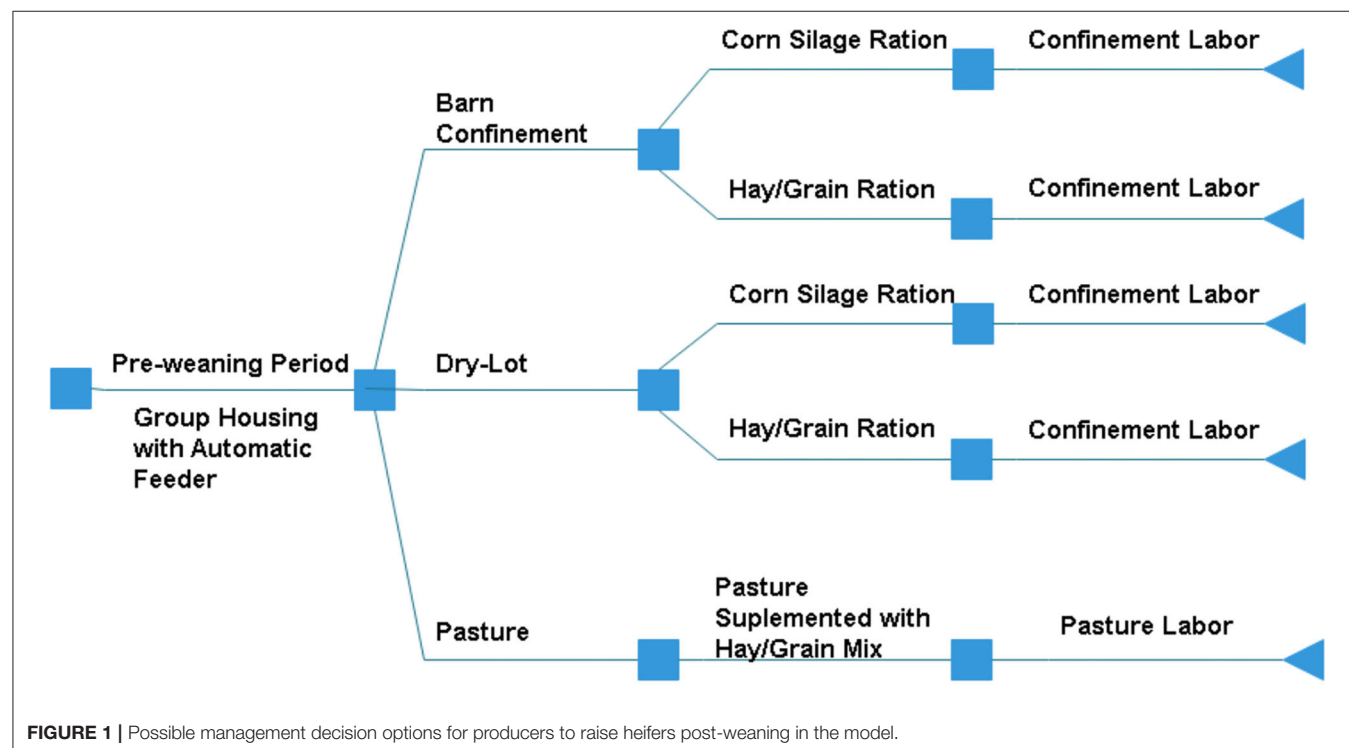 Corn Silage Ration
Confinement Labor
Barn
Confinement
Hay/Grain Ration
Confinement Labor
Corn Silage Ration
Confinement Labor
Pre-weaning Period
Dry-Lot
Group Housing
with Automatic
Feeder
Hay/Grain Ration
Confinement Labor
Pasture
Pasture
Suplemented with
Hay/Grain Mix
Pasture Labor
FIGURE 1 | Possible management decision options for producers to raise heifers post-weaning in the model.